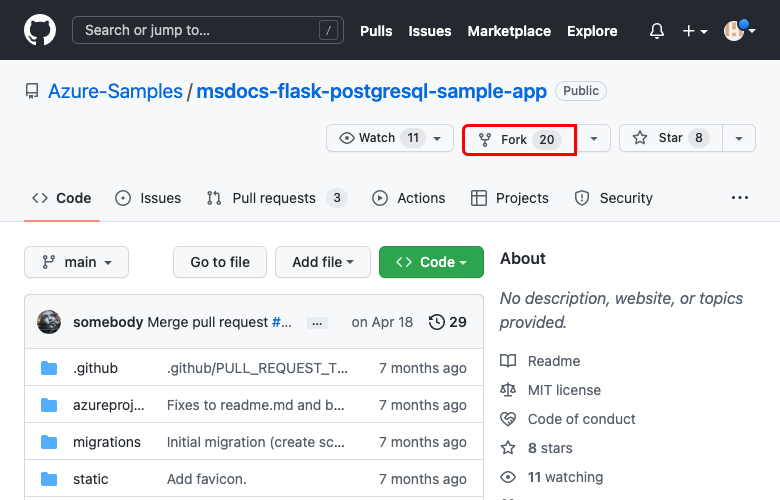 Search or jump to... / Pulls Issues Marketplace Explore
Azure-Samples / msdocs-flask-postgresql-sample-app Public
Watch 11 Fork 20 Star 8
Code Issues Pull requests 3 Actions Projects Security ...
main Go to file Add file <> Code
About
No description, website, or topics
provided.
somebody Merge pull request #... ... on Apr 18 29
.github .github/PULL_REQUEST_T... 7 months ago
azureproj... Fixes to readme.md and b... 7 months ago
migrations Initial migration (create sc... 7 months ago
static Add favicon. 7 months ago
Readme
MIT license
Code of conduct
8 stars
11 watching